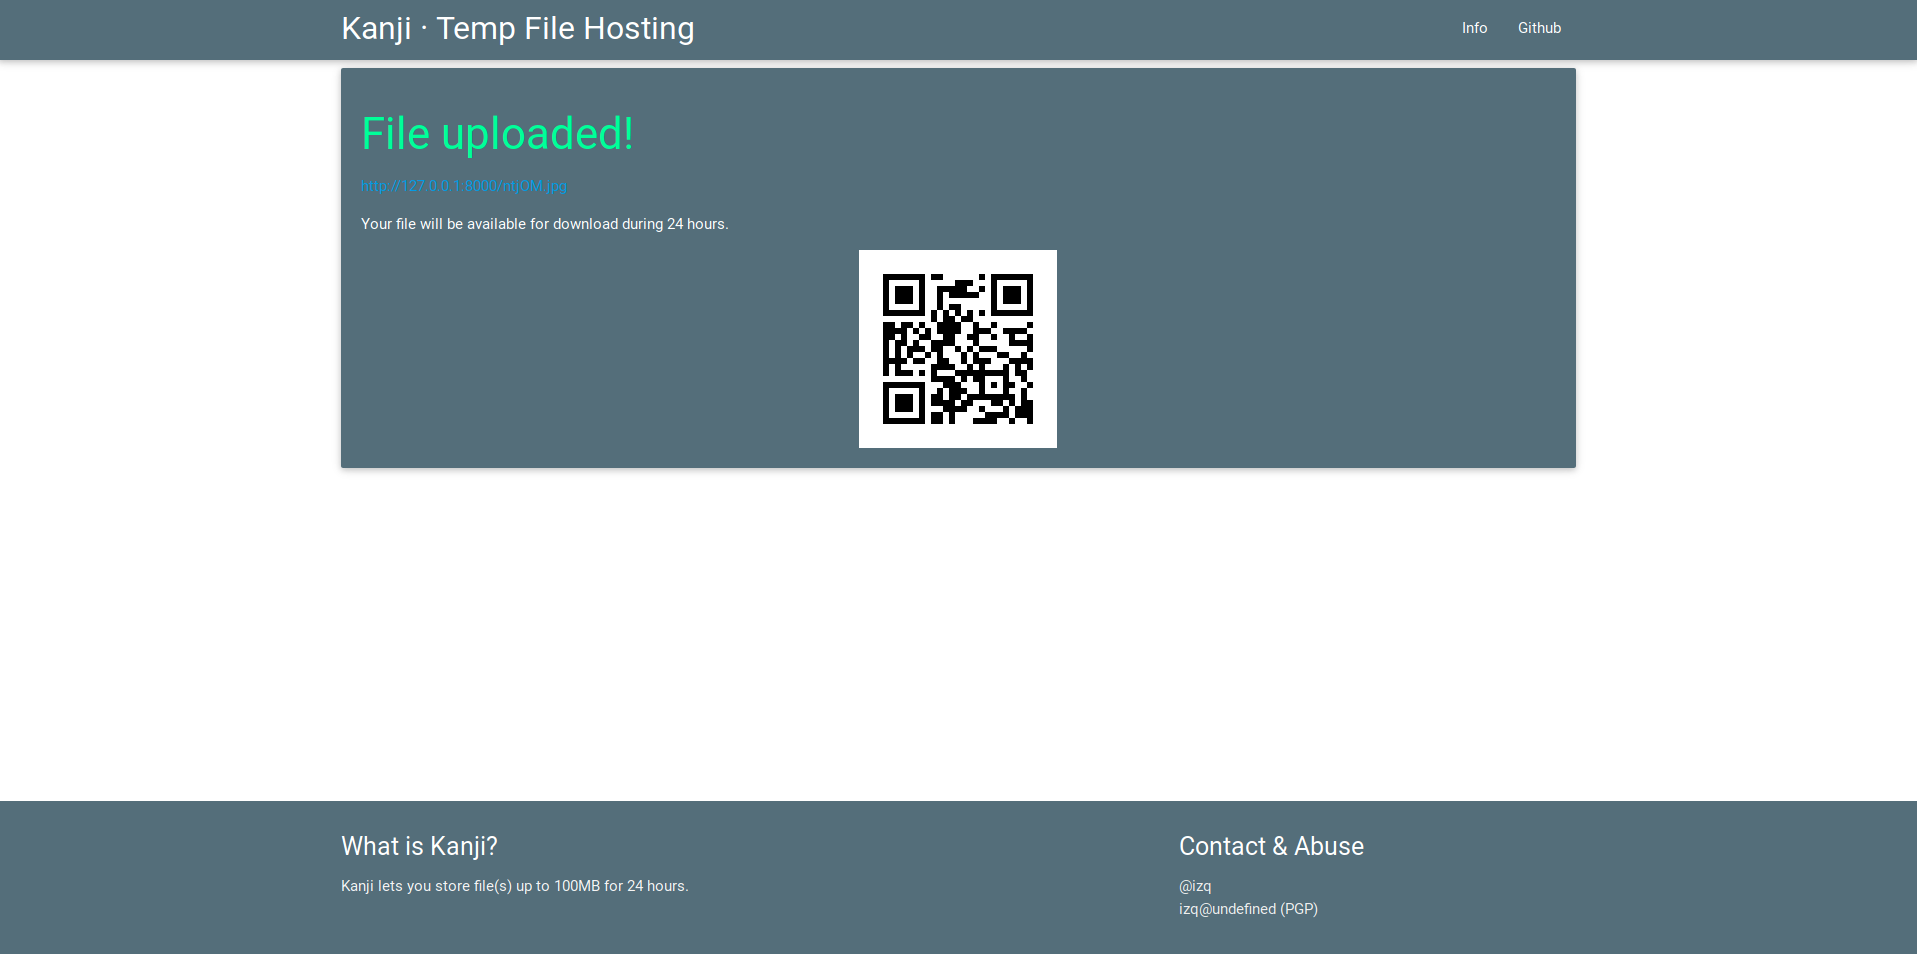 Kanji · Temp File Hosting
Info
Github
File uploaded!
http://127.0.0.1:8000/ntjOM.jpg
Your file will be available for download during 24 hours.
What is Kanji?
Kanji lets you store file(s) up to 100MB for 24 hours.
Contact & Abuse
@izq
izq@undefined (PGP)